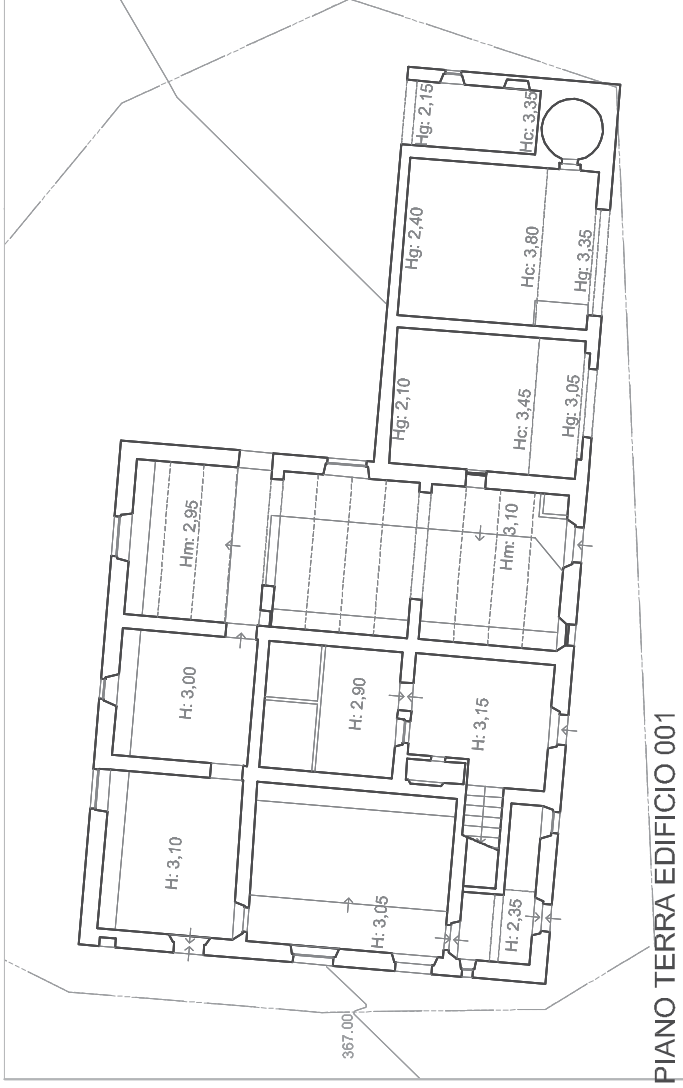 Hg: 2,15
Hc: 3,35
Hg: 2,40
Hc: 3,80
Hg: 3,35
Hg: 2,10
Hc: 3,45
Hg: 3,05
Hm: 2,95
Hm: 3,10
H: 3,00
H: 2,90
H: 3,15
H: 3,10
H: 3,05
H: 2,35
367.00
PIANO TERRA EDIFICIO 001